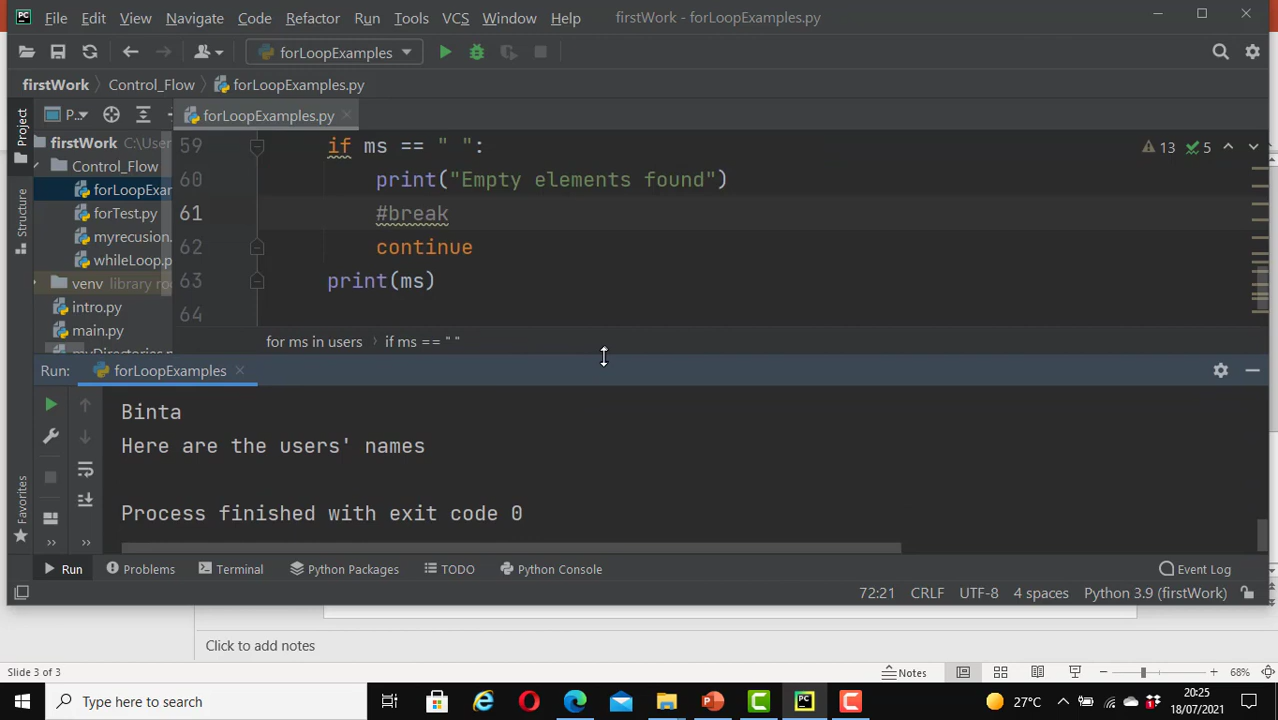 PC File Edit View Navigate Code Refactor Run Tools VCS Window Help firstWork - forLoopExamples.py
forLoopExamples
firstWork Control_Flow forLoopExamples.py
Project P.. forLoopExamples.py
firstWork C:\User
Control_Flow
forLoopExar
forTest.py
myrecusion.
whileLoop.p
venv library ro
intro.py
main.py
59 if ms == " ":
13 5
60 print("Empty elements found")
61 #break
62 continue
63 print(ms)
64
for ms in users if ms == " "
Structure
Favorites
Run: forLoopExamples
Binta
Here are the users' names
Process finished with exit code 0
Run Problems Terminal Python Packages TODO Python Console Event Log
72:21 CRLF UTF-8 4 spaces Python 3.9 (firstWork)
Click to add notes
Slide 3 of 3 Notes 68%
Type here to search 27°C 20:25
18/07/2021